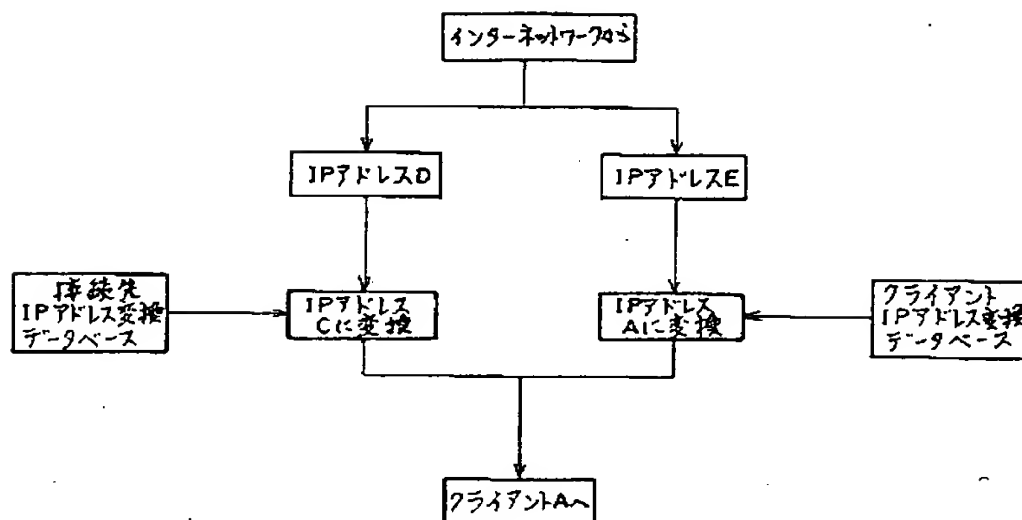 インターネットワークから
IPアドレスD
IPアドレスE
接続先
IPアドレス変換
データベース
IPアドレス
Cに変換
IPアドレス
Aに変換
クライアント
IPアドレス変換
データベース
クライアントAへ